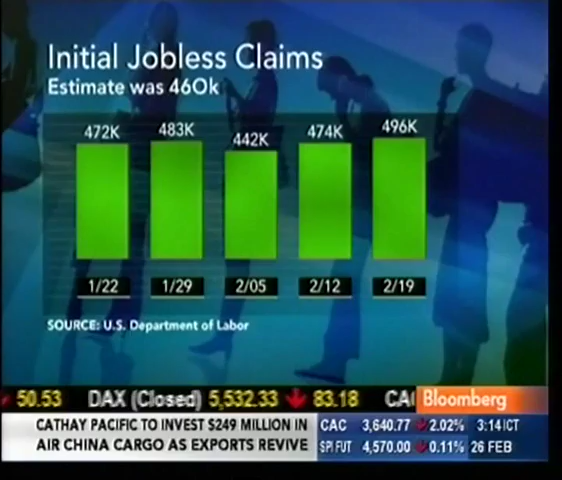 Initial Jobless Claims
Estimate was 460k
472K 483K 442K 474K 496K
1/22 1/29 2/05 2/12 2/19
SOURCE: U.S. Department of Labor
50.53 DAX (Closed) 5,532.33 83.18 CA Bloomberg
CATHAY PACIFIC TO INVEST $249 MILLION IN
AIR CHINA CARGO AS EXPORTS REVIVE
CAC 3,640.77 2.02% 3:14 ICT
SPI FUT 4,570.00 0.11% 26 FEB